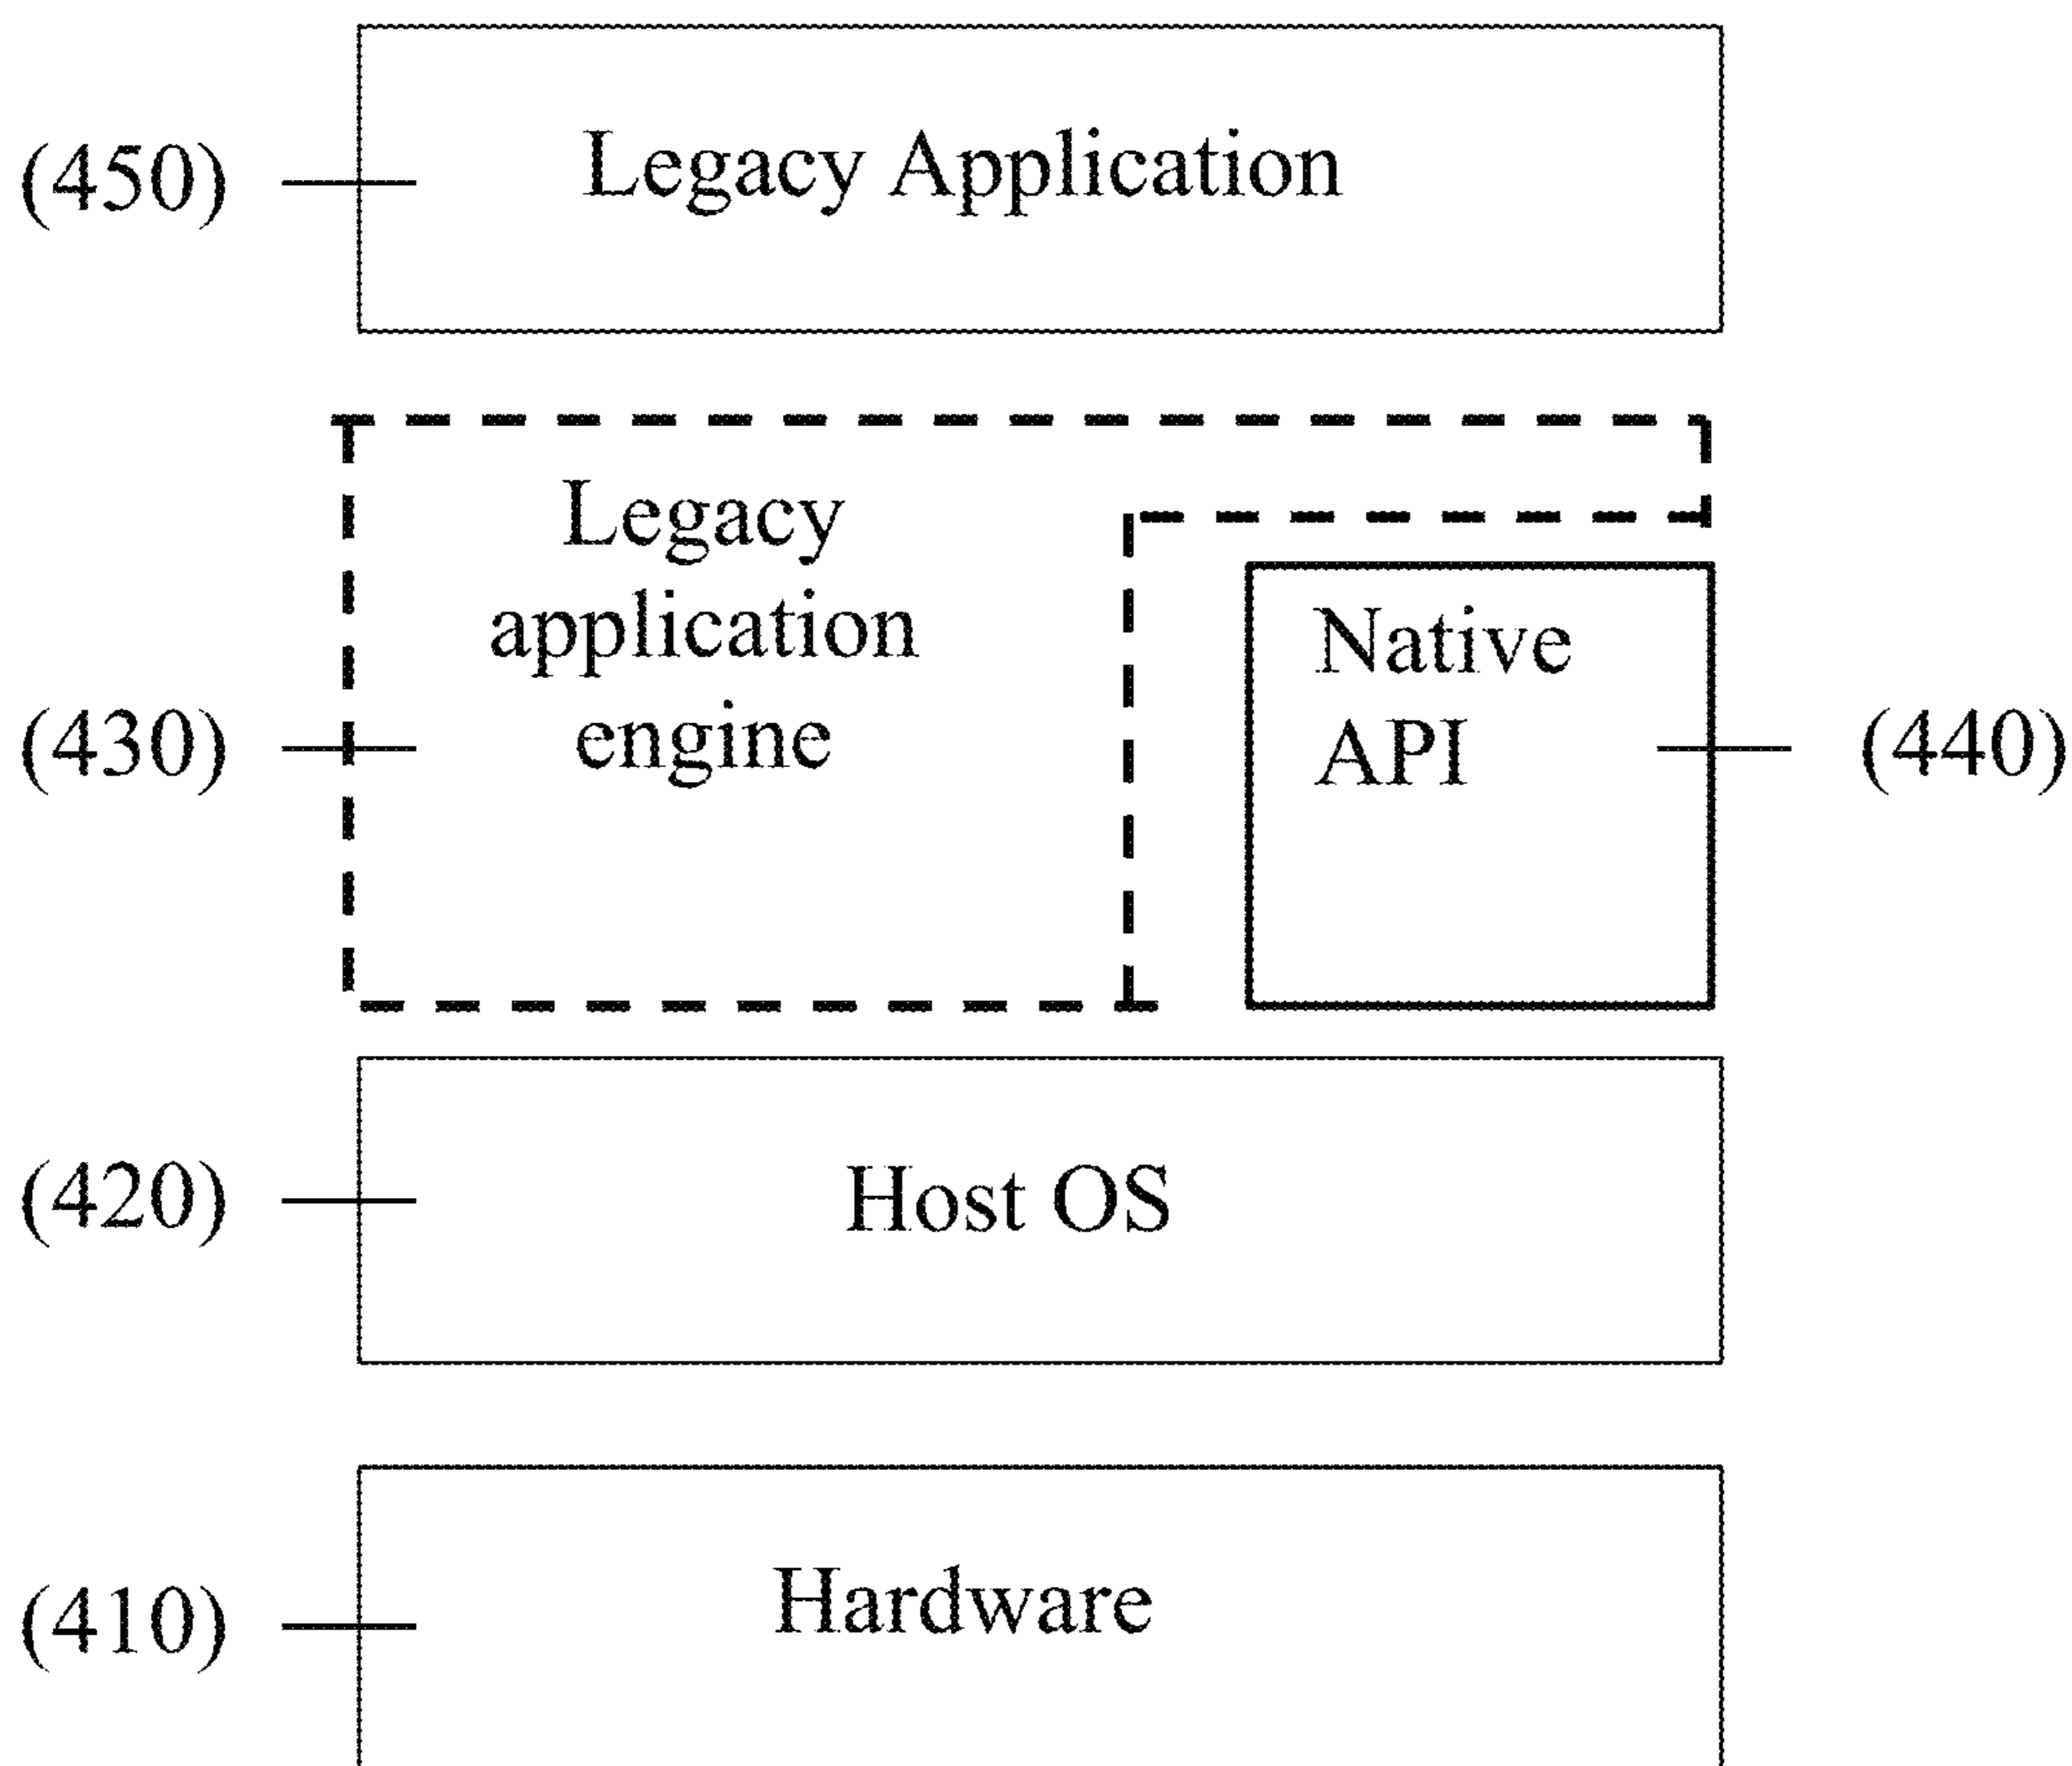 (450)
Legacy Application
Legacy
application
engine
(430)
Native
API
(440)
(420)
Host OS
(410)
Hardware